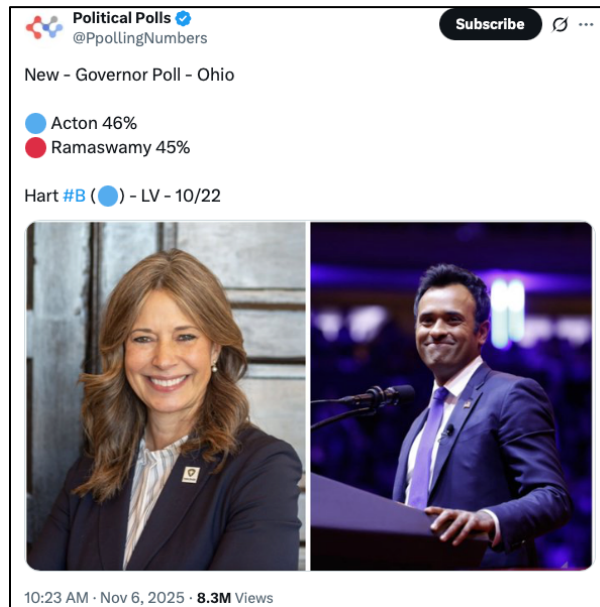 Political Polls
@PpollingNumbers
Subscribe
New - Governor Poll - Ohio
Acton 46%
Ramaswamy 45%
Hart #B () - LV - 10/22
10:23 AM · Nov 6, 2025 · 8.3M Views